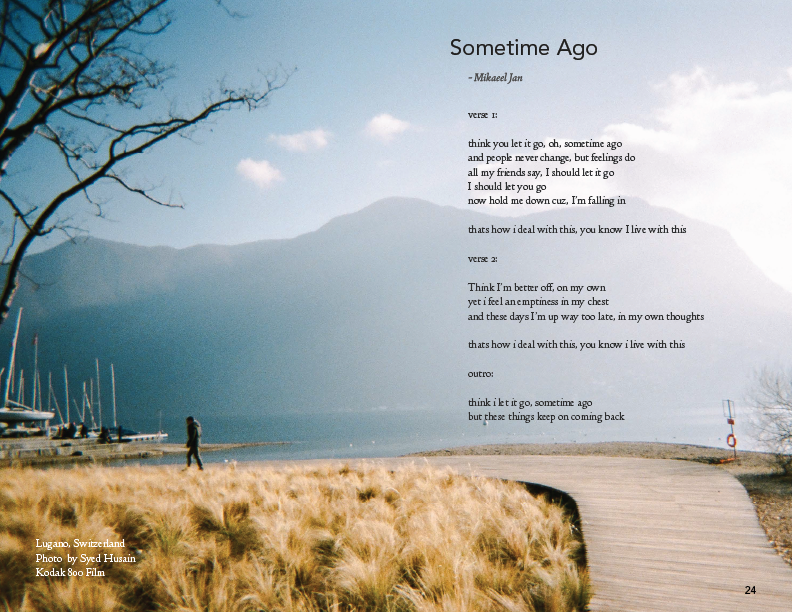 Sometime Ago
- Mikaeel Jan
verse 1:
think you let it go, oh, sometime ago
and people never change, but feelings do
all my friends say, I should let it go
I should let you go
now hold me down cuz, I'm falling in
thats how i deal with this, you know I live with this
verse 2:
Think I'm better off, on my own
yet i feel an emptiness in my chest
and these days I'm up way too late, in my own thoughts
thats how i deal with this, you know i live with this
outro:
think i let it go, sometime ago
but these things keep on coming back
Lugano, Switzerland
Photo by Syed Husain
Kodak 800 Film
24